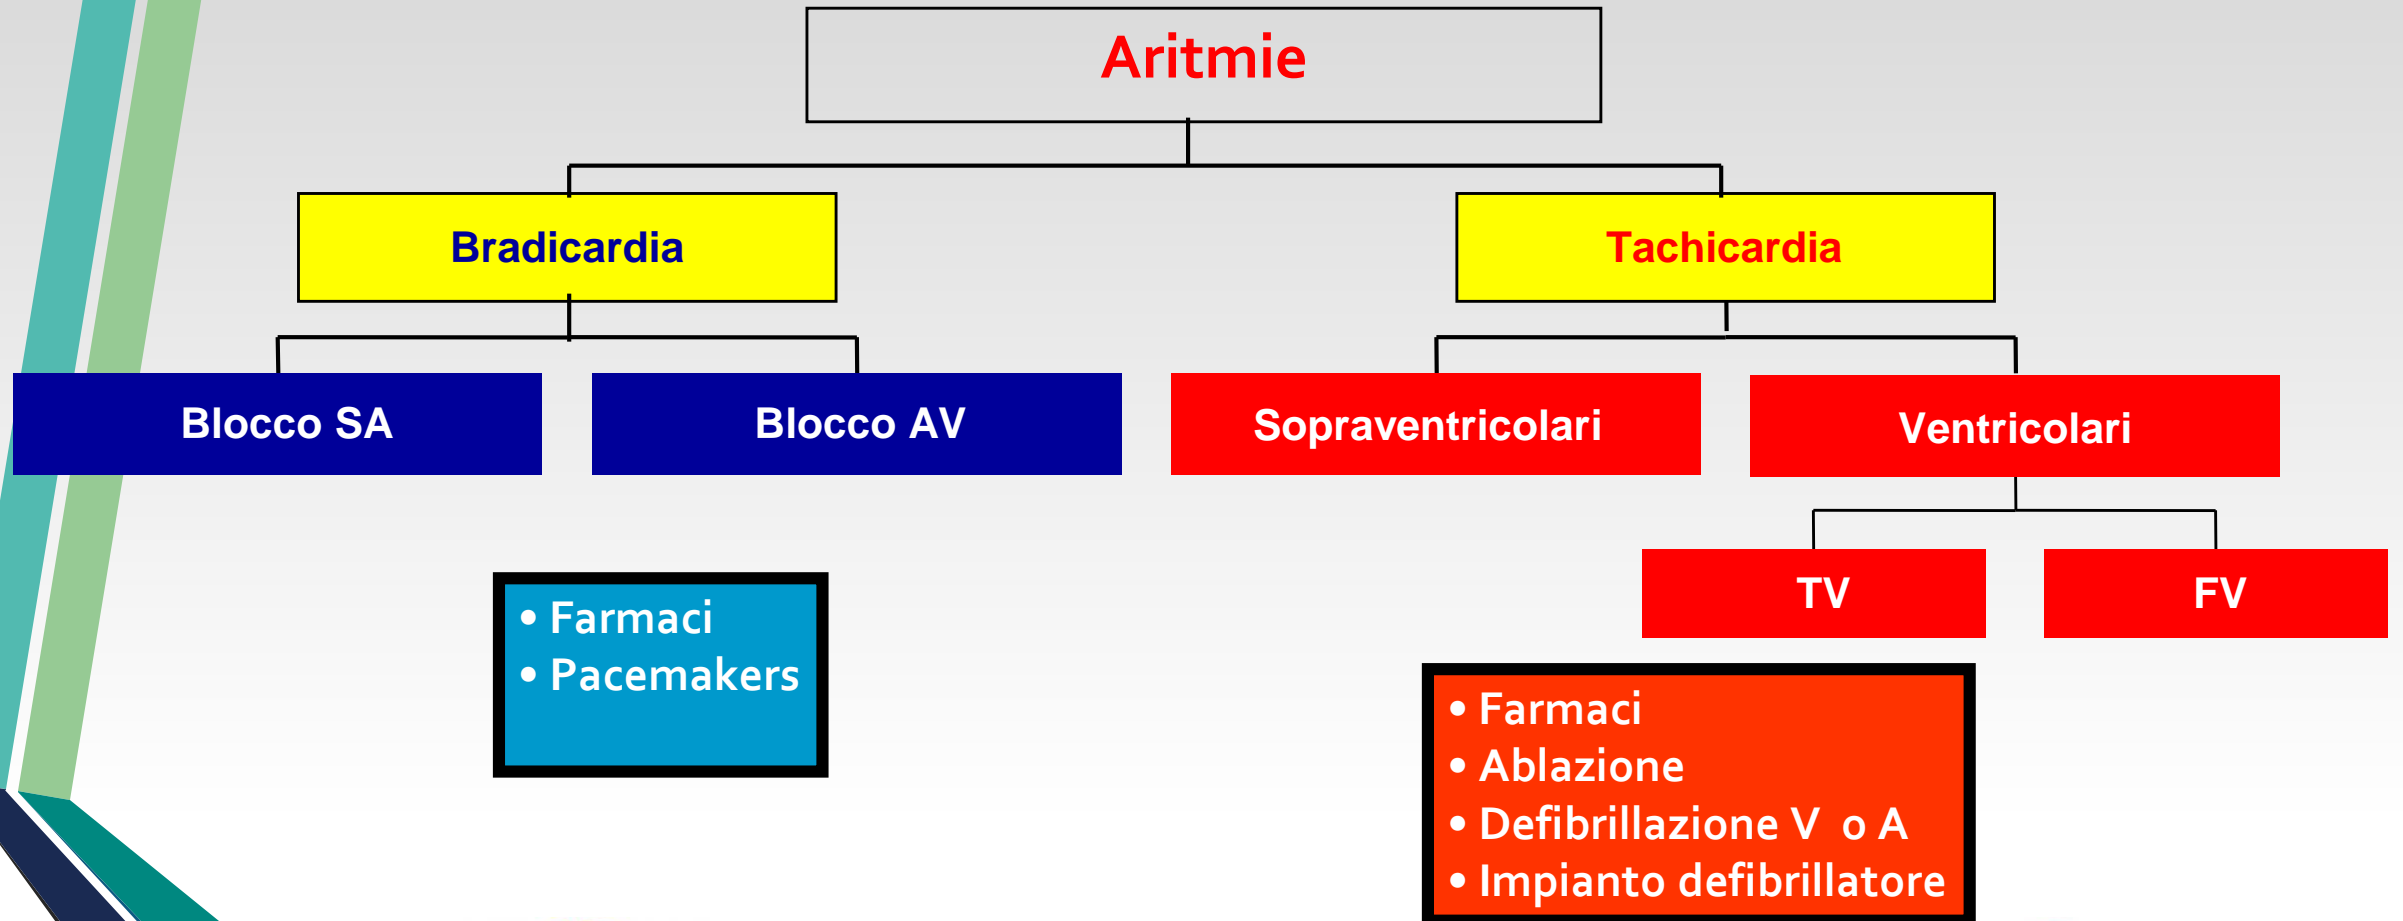 Aritmie
Bradicardia
Tachicardia
Blocco SA
Blocco AV
Sopraventricolari
Ventricolari
TV
FV
• Farmaci
• Pacemakers
• Farmaci
• Ablazione
• Defibrillazione V o A
• Impianto defibrillatore